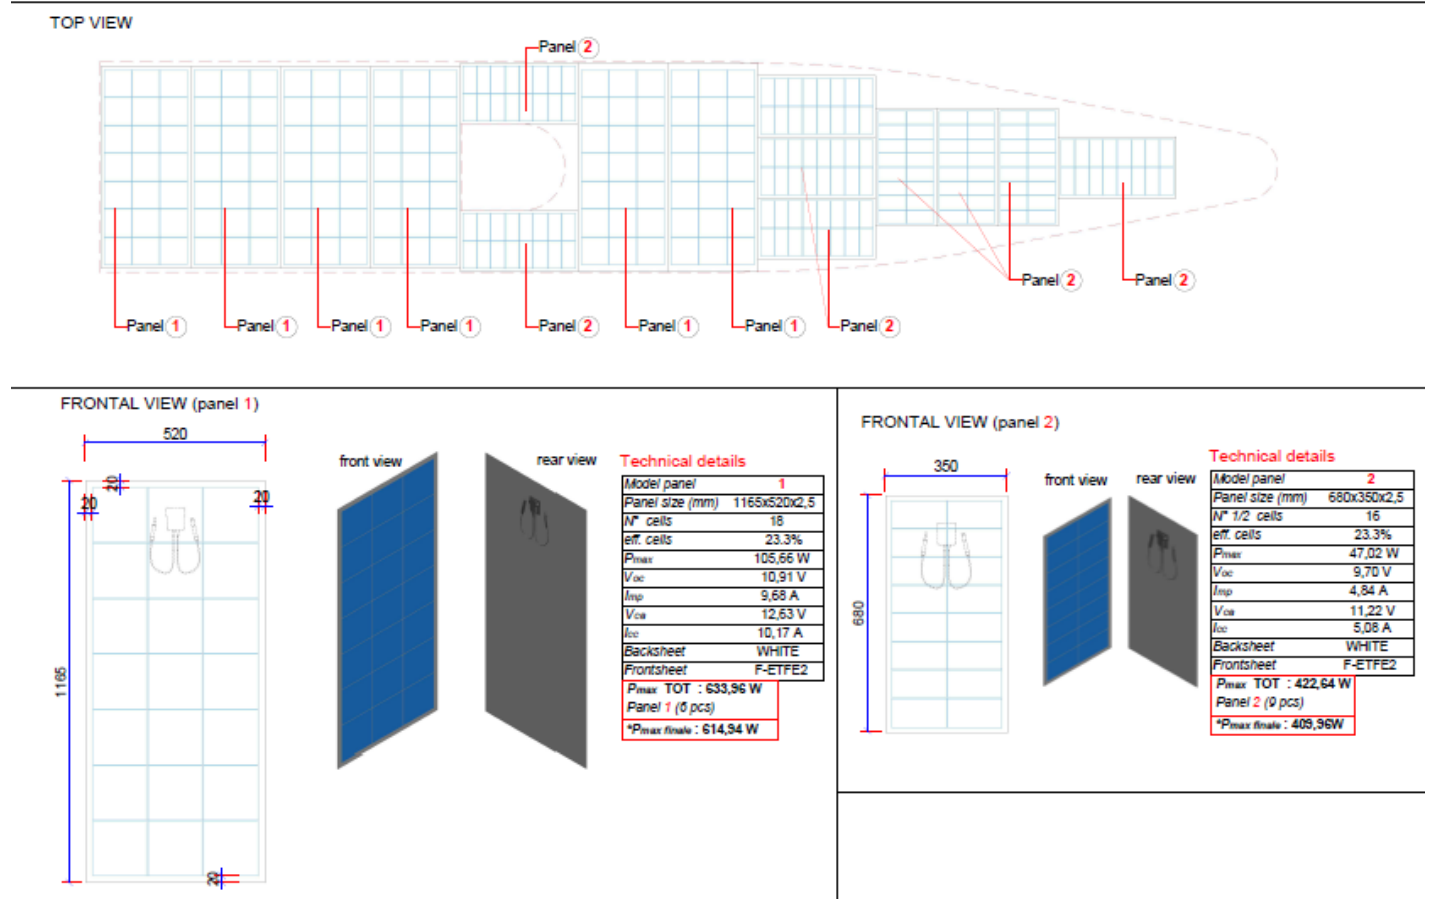 TOP VIEW
Panel 2
Panel 2
Panel 2
Panel 1
Panel 1
Panel 1
Panel 1
Panel 2
Panel 1
Panel 1
Panel 2
FRONTAL VIEW (panel 1)
520
20
20
20
1165
20
front view
rear view
Technical details
Model panel 1
Panel size (mm) 1165x520x2,5
N° cells 18
eff. cells 23.3%
Pmax 105,66 W
Voc 10,91 V
Imp 9,68 A
Vca 12,63 V
Icc 10,17 A
Backsheet WHITE
Frontsheet F-ETFE2
Pmax TOT : 633,96 W
Panel 1 (6 pcs)
*Pmax finale : 614,94 W
FRONTAL VIEW (panel 2)
350
680
front view
rear view
Technical details
Model panel 2
Panel size (mm) 680x350x2,5
N° 1/2 cells 16
eff. cells 23.3%
Pmax 47,02 W
Voc 9,70 V
Imp 4,84 A
Vca 11,22 V
Icc 5,08 A
Backsheet WHITE
Frontsheet F-ETFE2
Pmax TOT : 422,64 W
Panel 2 (9 pcs)
*Pmax finale : 409,96W